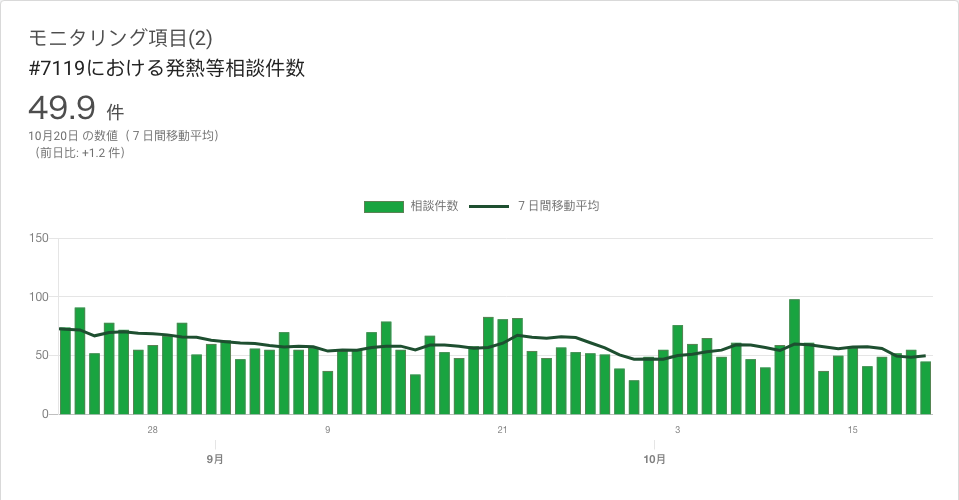 モニタリング項目(2)
#7119における発熱等相談件数
49.9 件
10月20日 の数値（７日間移動平均）
（前日比: +1.2 件）
相談件数 ７日間移動平均
150
100
50
0
28 9 21 3 15
9月 10月